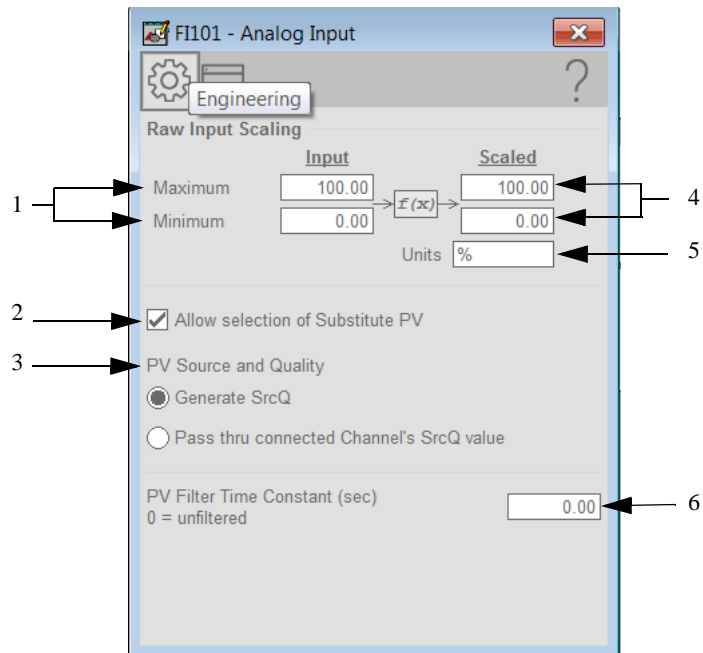 FI101 - Analog Input
Engineering
Raw Input Scaling
Input Scaled
1 Maximum 100.00 f(x) 100.00 4
Minimum 0.00 0.00
Units % 5
2 Allow selection of Substitute PV
3 PV Source and Quality
Generate SrcQ
Pass thru connected Channel's SrcQ value
PV Filter Time Constant (sec)
0 = unfiltered 0.00 6